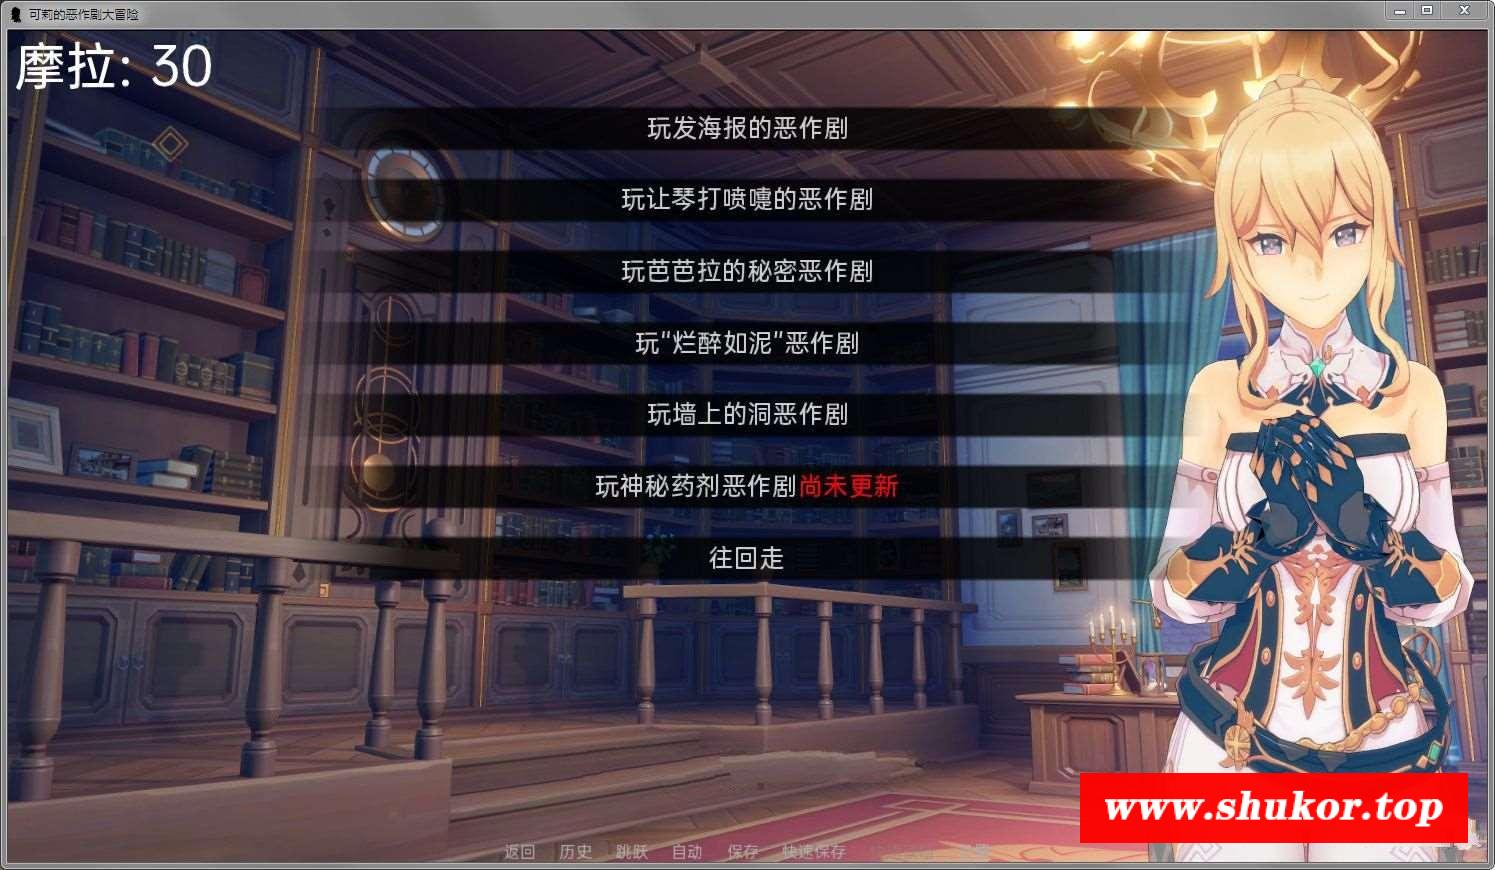 可莉的恶作剧大冒险
摩拉: 30
玩发海报的恶作剧
玩让琴打喷嚏的恶作剧
玩芭芭拉的秘密恶作剧
玩“烂醉如泥”恶作剧
玩墙上的洞恶作剧
玩神秘药剂恶作剧尚未更新
往回走
www.shukor.top
返回 历史 跳跃 自动 保存 快速保存